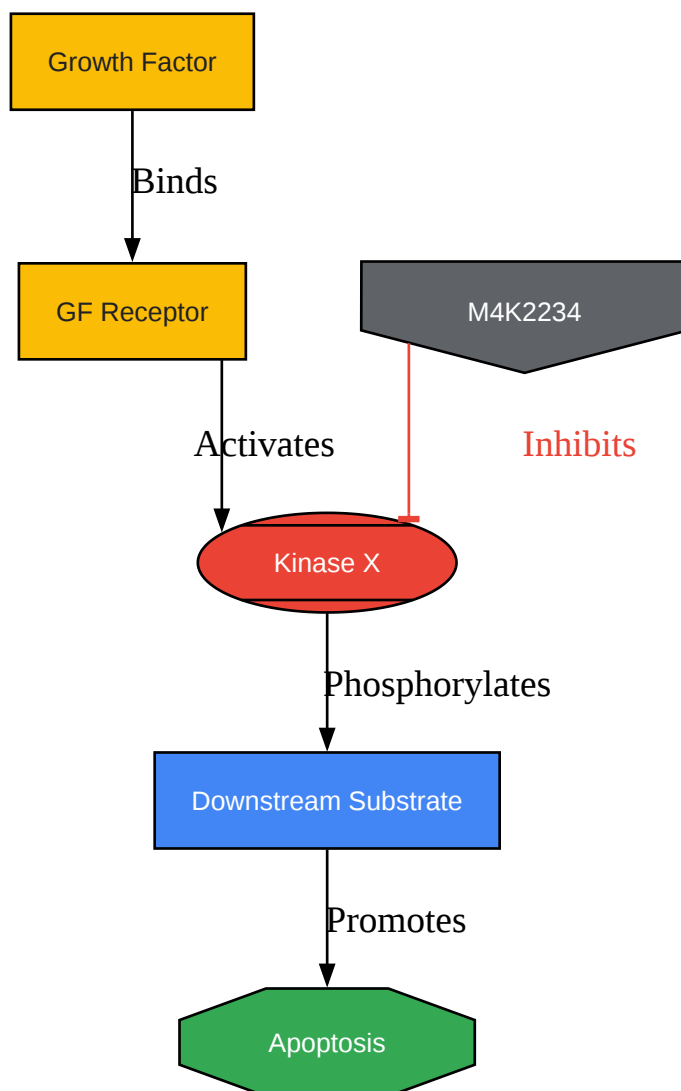 Growth Factor
Binds
GF Receptor
M4K2234
Activates
Inhibits
Kinase X
Phosphorylates
Downstream Substrate
Promotes
Apoptosis